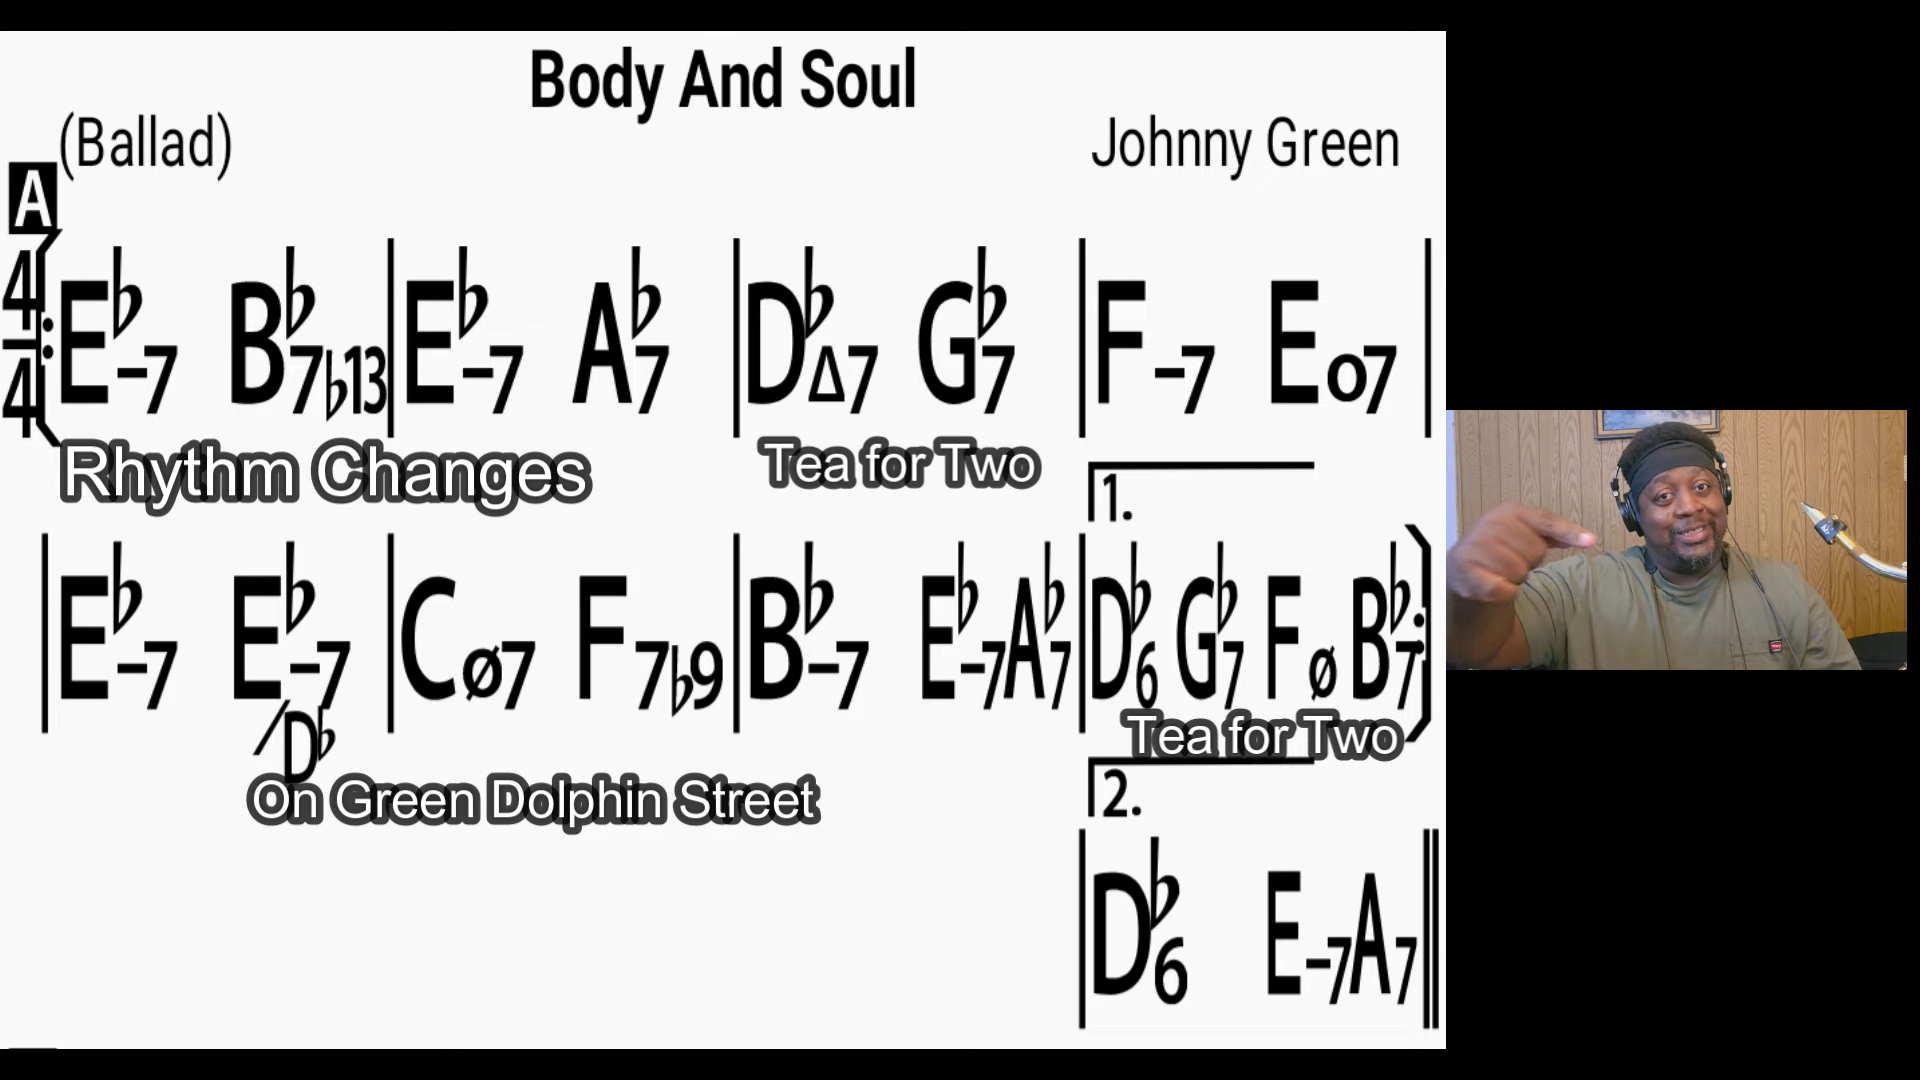 Body And Soul
(Ballad)
Johnny Green
A
4/4 E♭-7 B♭7♭13 | E♭-7 A♭7 | D♭Δ7 G♭7 | F-7 Eo7 |
Rhythm Changes Tea for Two
1.
| E♭-7 E♭-7/D♭ | Cø7 F7♭9 | B♭-7 E♭-7 A♭7 | D♭6 G♭7 Fø B♭7
Tea for Two
On Green Dolphin Street
2.
| D♭6 E-7 A7 ||